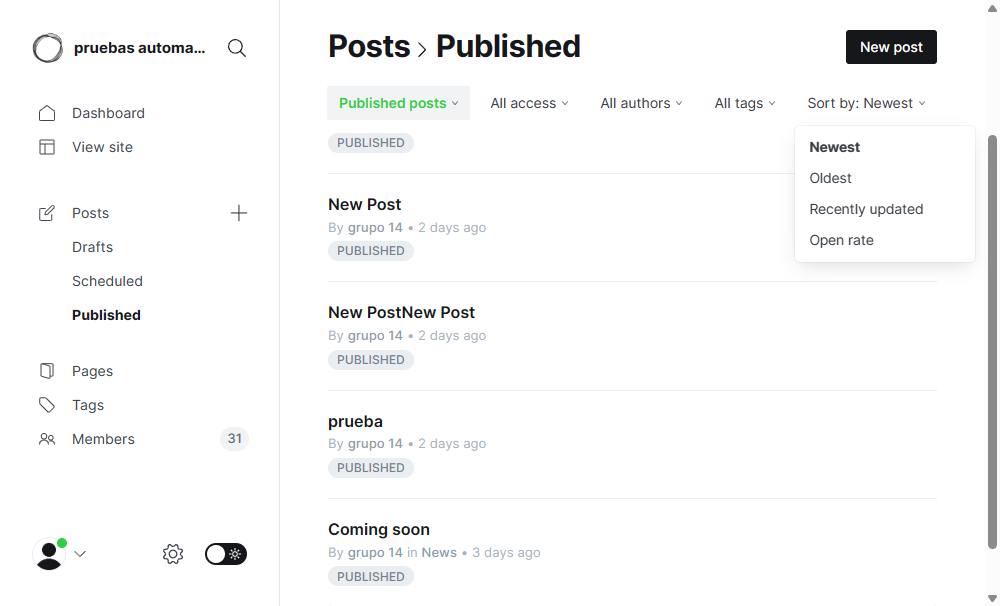 pruebas automa...
Dashboard
View site
Posts
Drafts
Scheduled
Published
Pages
Tags
Members
31
Posts > Published
New post
Published posts
All access
All authors
All tags
Sort by: Newest
Newest
Oldest
Recently updated
Open rate
PUBLISHED
New Post
By grupo 14 • 2 days ago
PUBLISHED
New PostNew Post
By grupo 14 • 2 days ago
PUBLISHED
prueba
By grupo 14 • 2 days ago
PUBLISHED
Coming soon
By grupo 14 in News • 3 days ago
PUBLISHED